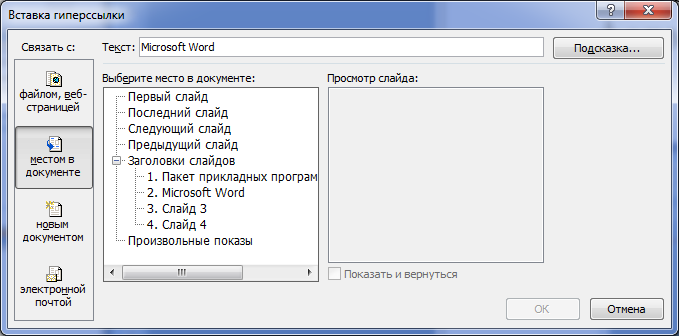 Вставка гиперссылки
Связать с:
Текст: Microsoft Word
Подсказка...
файлом, веб-
страницей
местом в
документе
новым
документом
электронной
почтой
Выберите место в документе:
Первый слайд
Последний слайд
Следующий слайд
Предыдущий слайд
Заголовки слайдов
1. Пакет прикладных програм
2. Microsoft Word
3. Слайд 3
4. Слайд 4
Произвольные показы
Просмотр слайда:
Показать и вернуться
ОК
Отмена